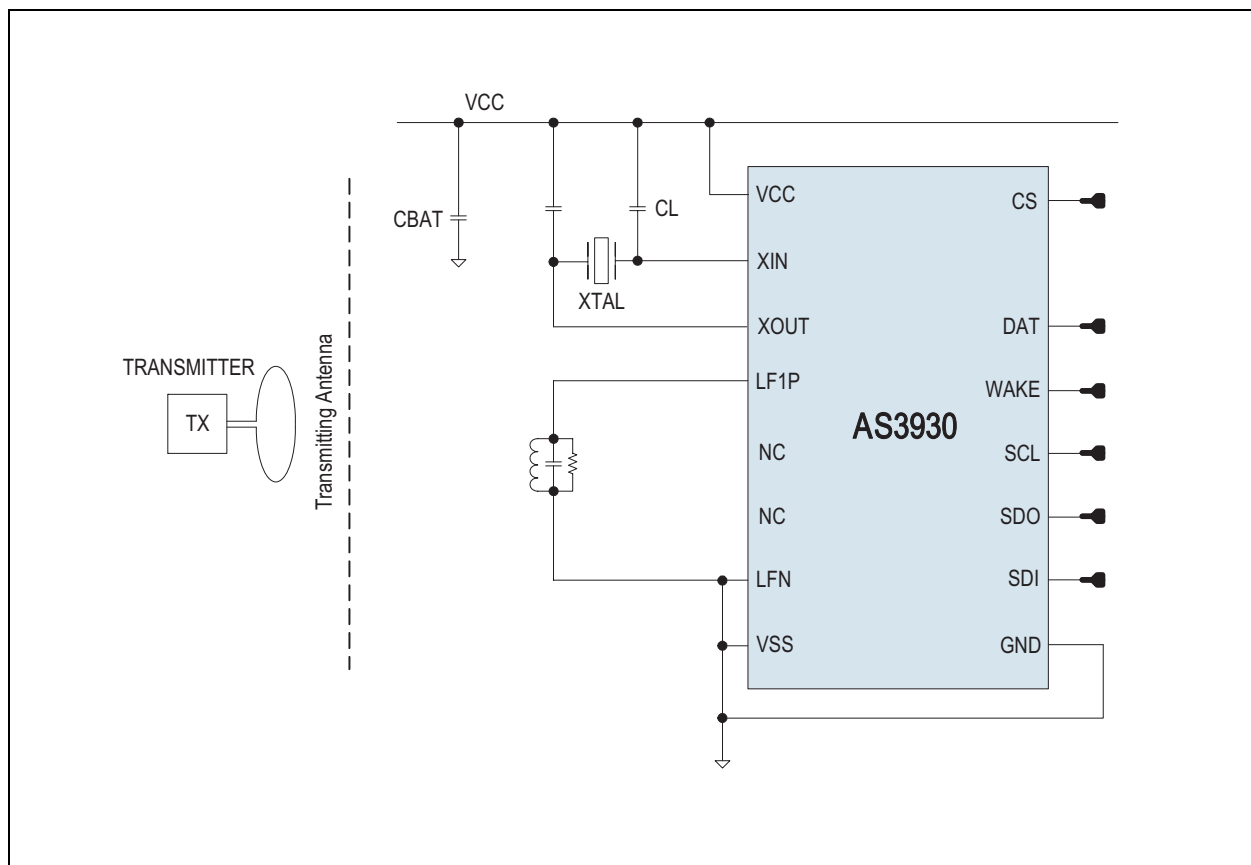 VCC
CBAT
CL
XTAL
TRANSMITTER
TX
Transmitting Antenna
VCC
XIN
XOUT
LF1P
NC
NC
LFN
VSS
AS3930
CS
DAT
WAKE
SCL
SDO
SDI
GND